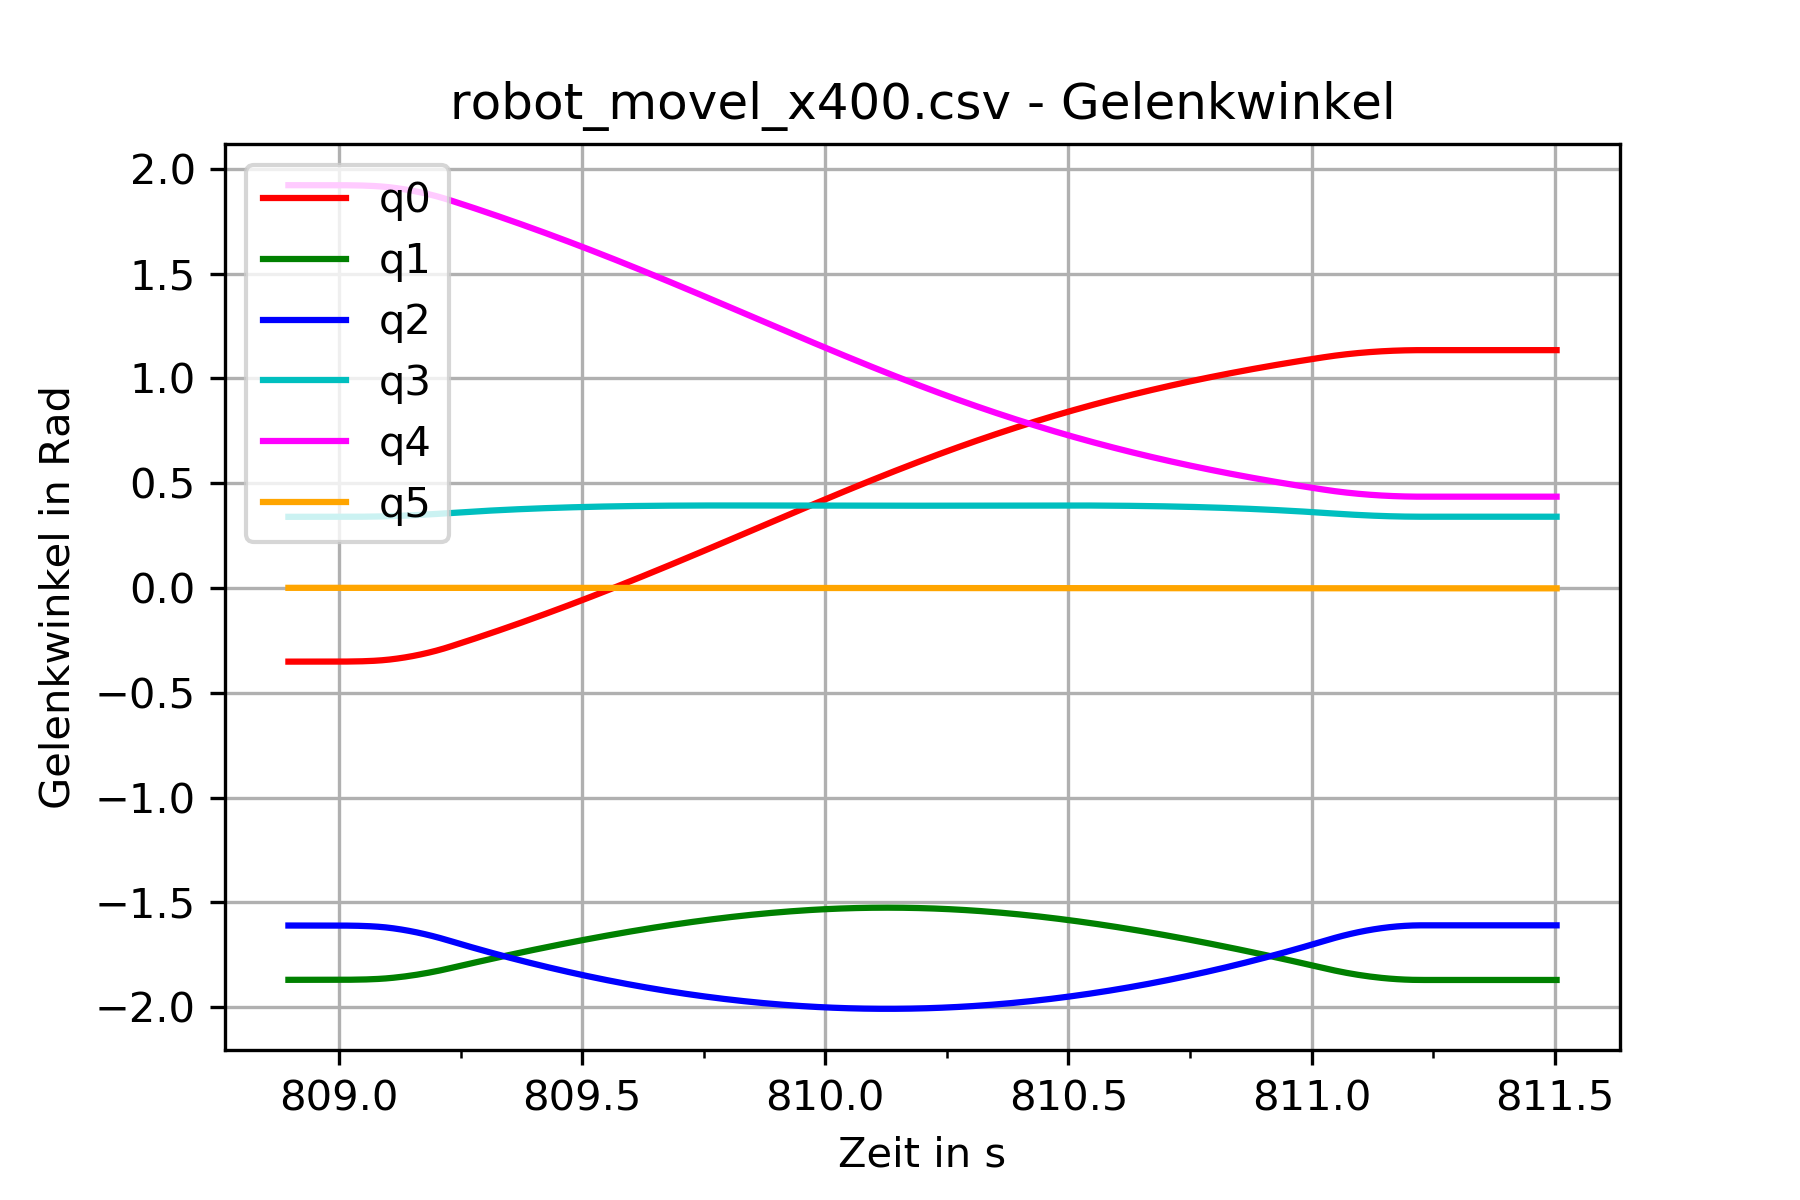 robot_movel_x400.csv - Gelenkwinkel
Gelenkwinkel in Rad
2.0
1.5
1.0
0.5
0.0
−0.5
−1.0
−1.5
−2.0
q0
q1
q2
q3
q4
q5
809.0 809.5 810.0 810.5 811.0 811.5
Zeit in s